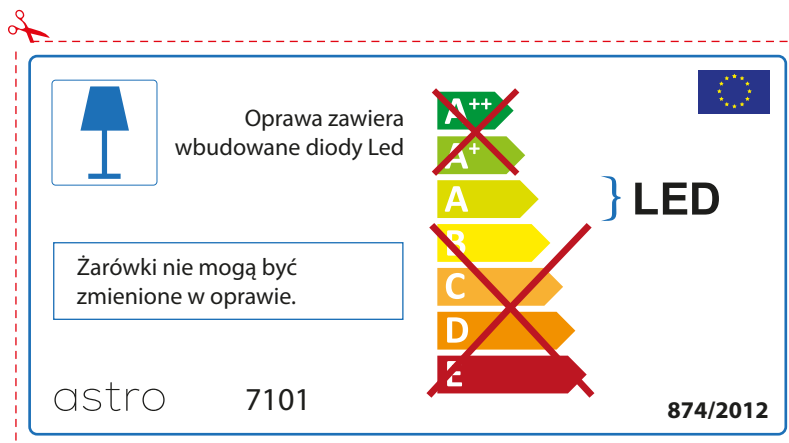 Oprawa zawiera
wbudowane diody Led
Żarówki nie mogą być
zmienione w oprawie.
A++
A+
A
B
C
D
E
LED
astro
7101
874/2012